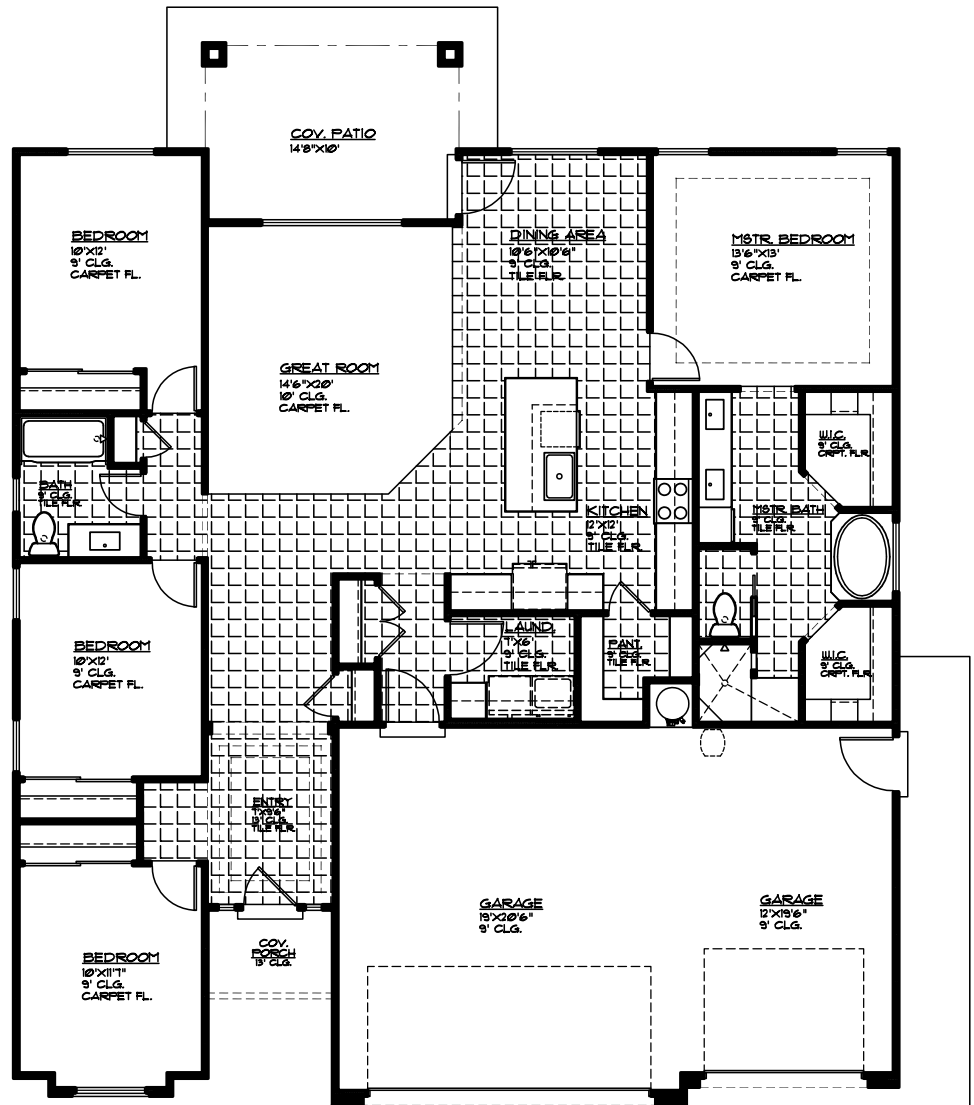 COV. PATIO
14'8"X10'
BEDROOM
10'X12'
9' CLG.
CARPET FL.
DINING AREA
10'6"X10'6"
9' CLG.
TILE FLR.
MSTR. BEDROOM
13'6"X13'
9' CLG.
CARPET FL.
GREAT ROOM
14'6"X20'
10' CLG.
CARPET FL.
W.I.C.
9' CLG.
CRPT. FLR.
BATH
9' CLG.
TILE FLR.
KITCHEN
12'X12'
9' CLG.
TILE FLR.
MSTR. BATH
9' CLG.
TILE FLR.
BEDROOM
10'X12'
9' CLG.
CARPET FL.
LAUND.
7'X6'
9' CLG.
TILE FLR.
PANT.
9' CLG.
TILE FLR.
W.I.C.
9' CLG.
CRPT. FLR.
ENTRY
7'X9'6"
13' CLG.
TILE FLR.
GARAGE
19'X20'6"
9' CLG.
GARAGE
12'X19'6"
9' CLG.
COV.
PORCH
13' CLG.
BEDROOM
10'X11'7"
9' CLG.
CARPET FL.